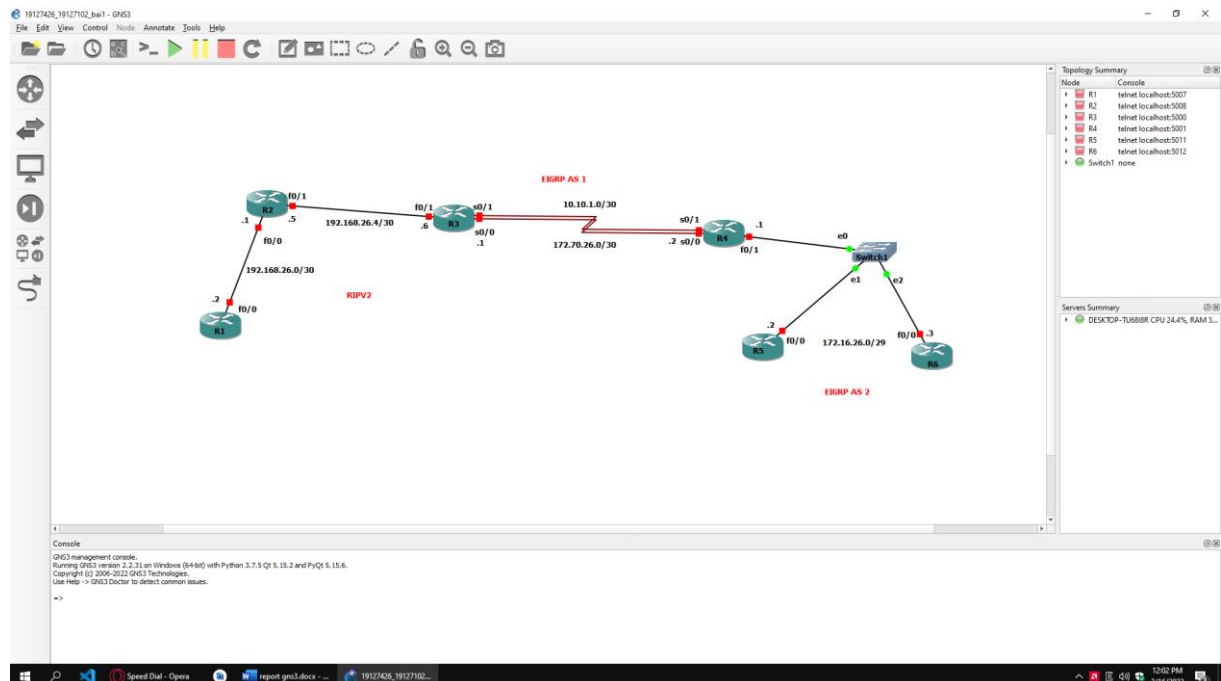 19127426_19127102_bai1 - GNS3
File Edit View Control Node Annotate Tools Help
Topology Summary
Node Console
R1 telnet localhost:5007
R2 telnet localhost:5008
R3 telnet localhost:5000
R4 telnet localhost:5001
R5 telnet localhost:5011
R6 telnet localhost:5012
Switch1 none
EIGRP AS 1
f0/1
R2
.1
.5
f0/0
192.168.26.4/30
f0/1
.6
R3
s0/1
s0/0
.1
10.10.1.0/30
172.70.26.0/30
s0/1
.2 s0/0
R4
.1
f0/1
e0
Switch1
e1
e2
192.168.26.0/30
RIPV2
.2
f0/0
R1
.2
f0/0
R5
172.16.26.0/29
f0/0
.3
R6
EIGRP AS 2
Servers Summary
DESKTOP-TU68I8R CPU 24.4%, RAM 3...
Console
GNS3 management console.
Running GNS3 version 2.2.31 on Windows (64-bit) with Python 3.7.5 Qt 5.15.2 and PyQt 5.15.6.
Copyright (c) 2006-2022 GNS3 Technologies.
Use Help -> GNS3 Doctor to detect common issues.
=>
Speed Dial - Opera
report gns3.docx - ...
19127426_19127102...
12:02 PM